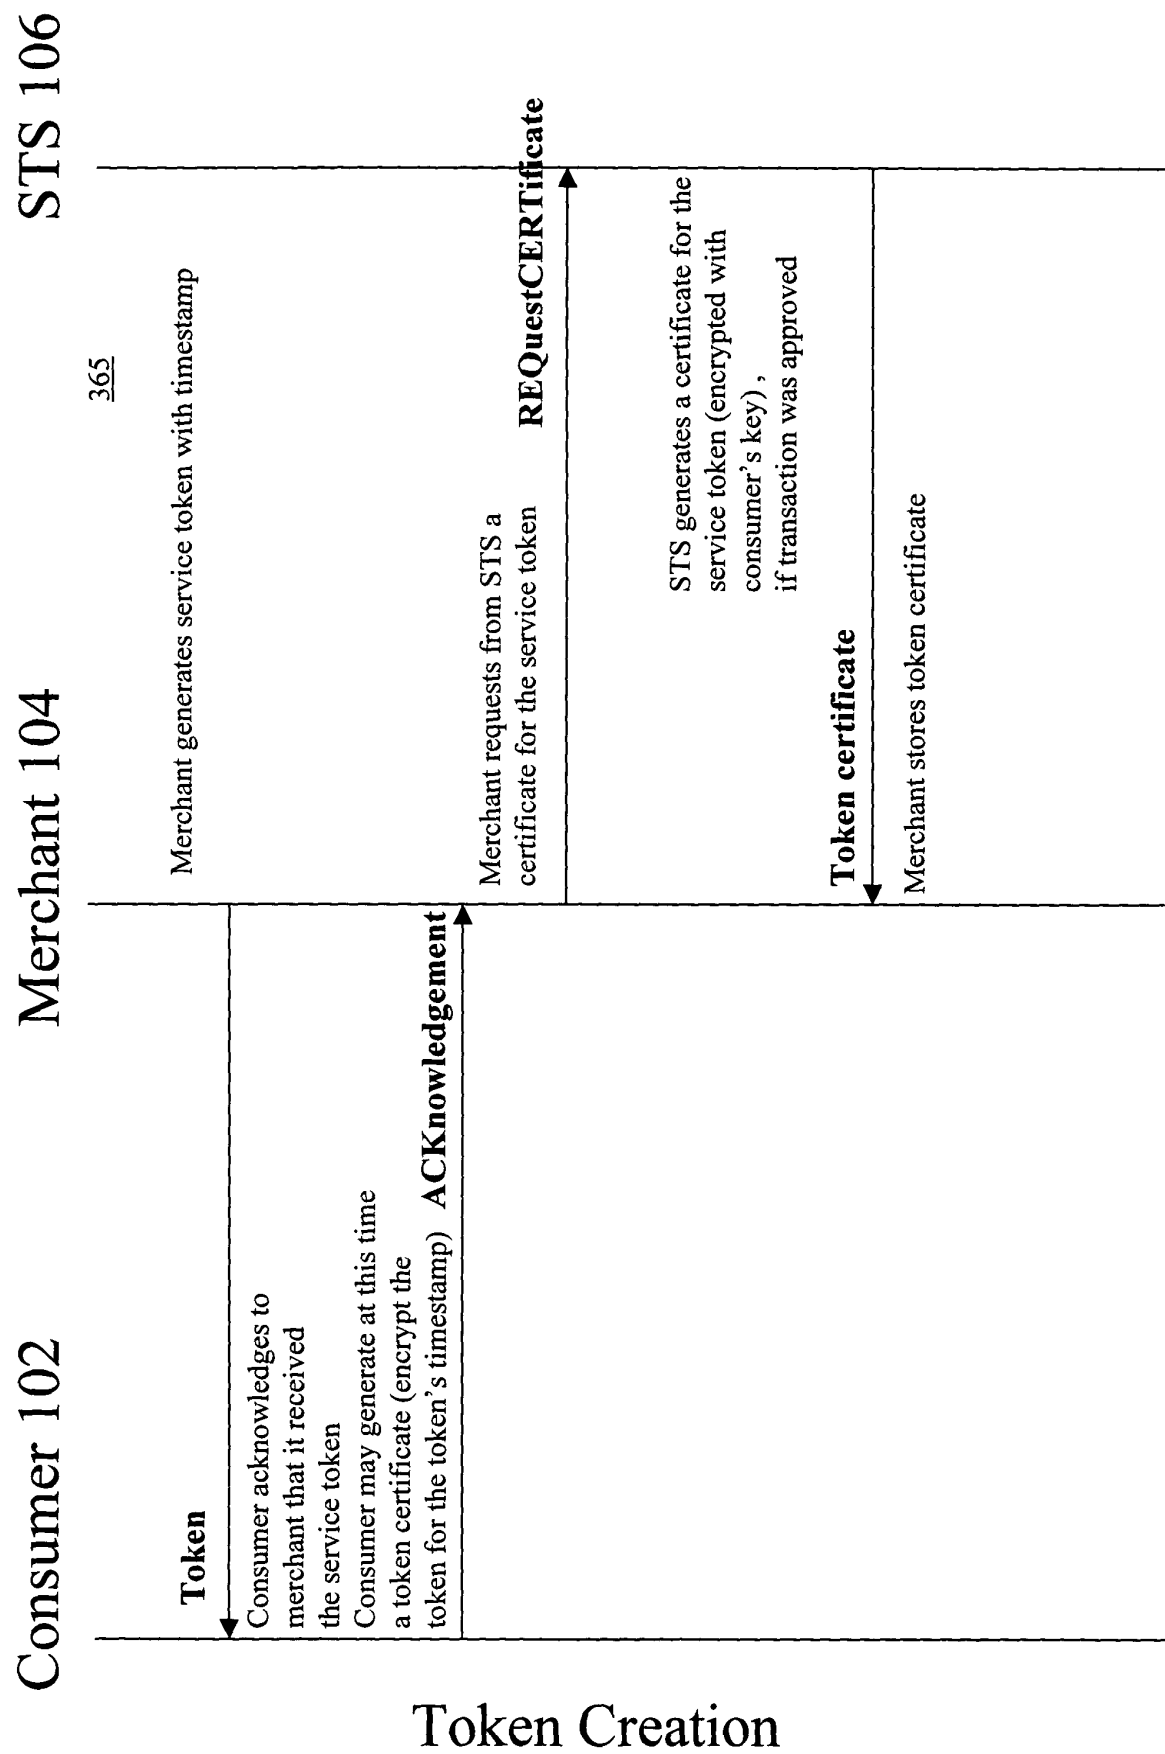 Consumer 102
Merchant 104
STS 106
365
Merchant generates service token with timestamp
Token
Consumer acknowledges to
merchant that it received
the service token
Consumer may generate at this time
a token certificate (encrypt the
token for the token's timestamp)
ACKnowledgement
Merchant requests from STS a
certificate for the service token
REQuestCERTificate
STS generates a certificate for the
service token (encrypted with
consumer's key) ,
if transaction was approved
Token certificate
Merchant stores token certificate
Token Creation